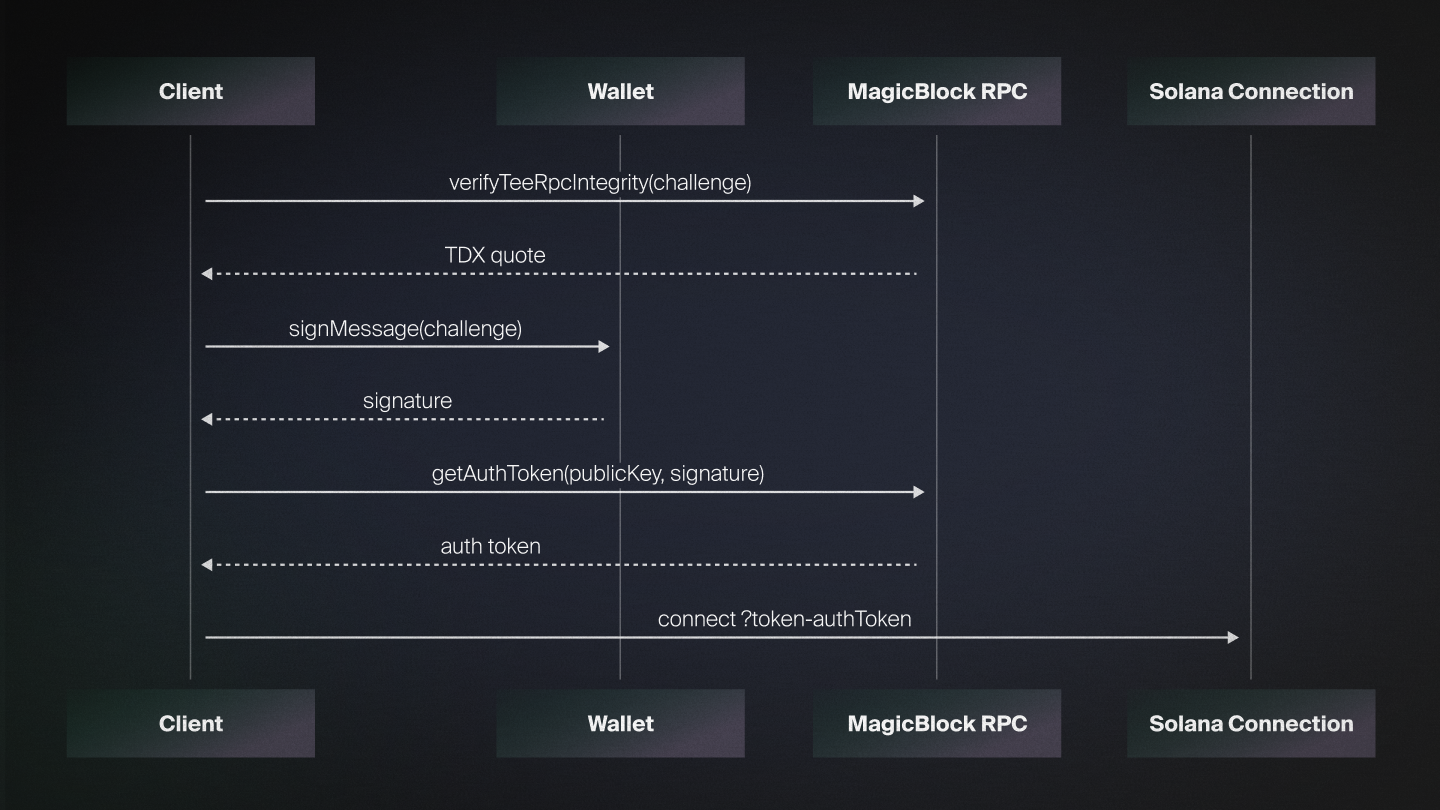 Client
Wallet
MagicBlock RPC
Solana Connection
verifyTeeRpcIntegrity(challenge)
TDX quote
signMessage(challenge)
signature
getAuthToken(publicKey, signature)
auth token
connect ?token-authToken
Client
Wallet
MagicBlock RPC
Solana Connection